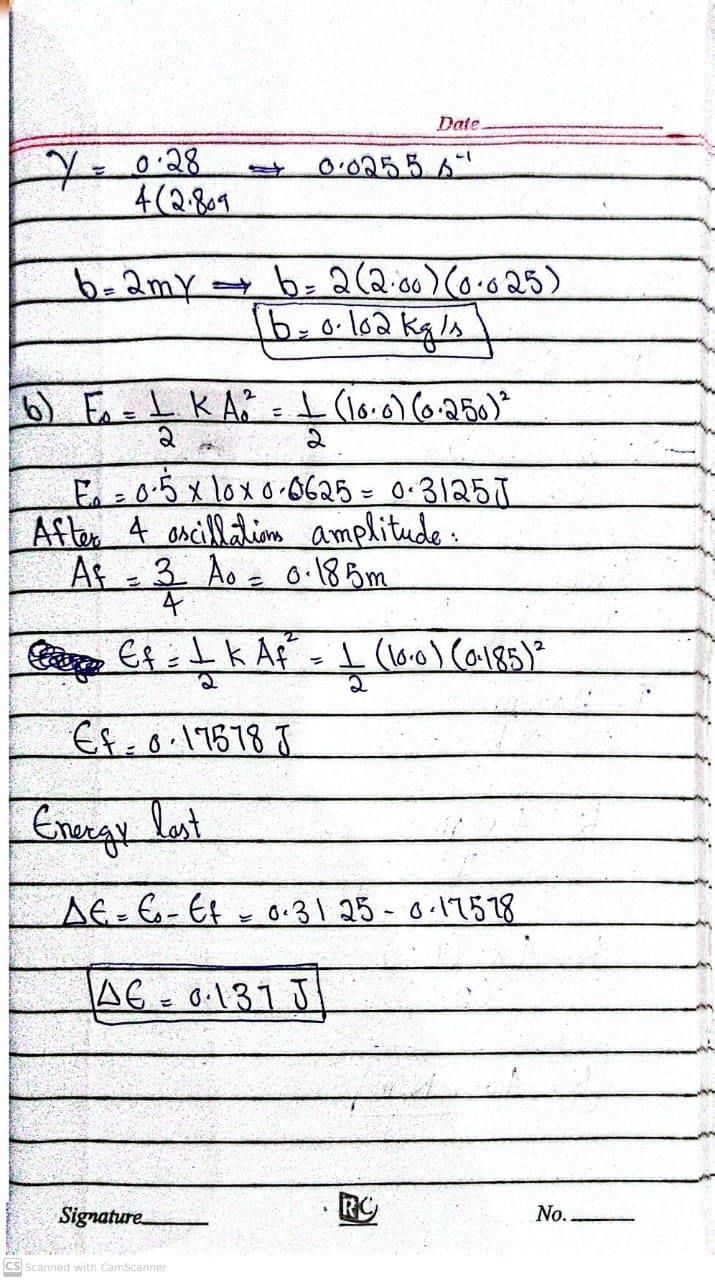 Date
γ = 0.28 → 0.0255 s⁻¹
4(2.809
b = 2mγ → b = 2(2.00)(0.025)
b = 0.102 kg/s
b) E₀ = 1 K A₀² = 1 (10.0)(0.250)²
2 2
E₀ = 0.5 x 10 x 0.0625 = 0.3125J
After 4 oscillations amplitude:
Af = 3 A₀ = 0.185m
4
Ef = 1 k Af² = 1 (10.0)(0.185)²
2 2
Ef = 0.17578 J
Energy lost
ΔE = E₀ - Ef = 0.3125 - 0.17578
ΔE = 0.137 J
Signature
RC
No.
CS Scanned with CamScanner